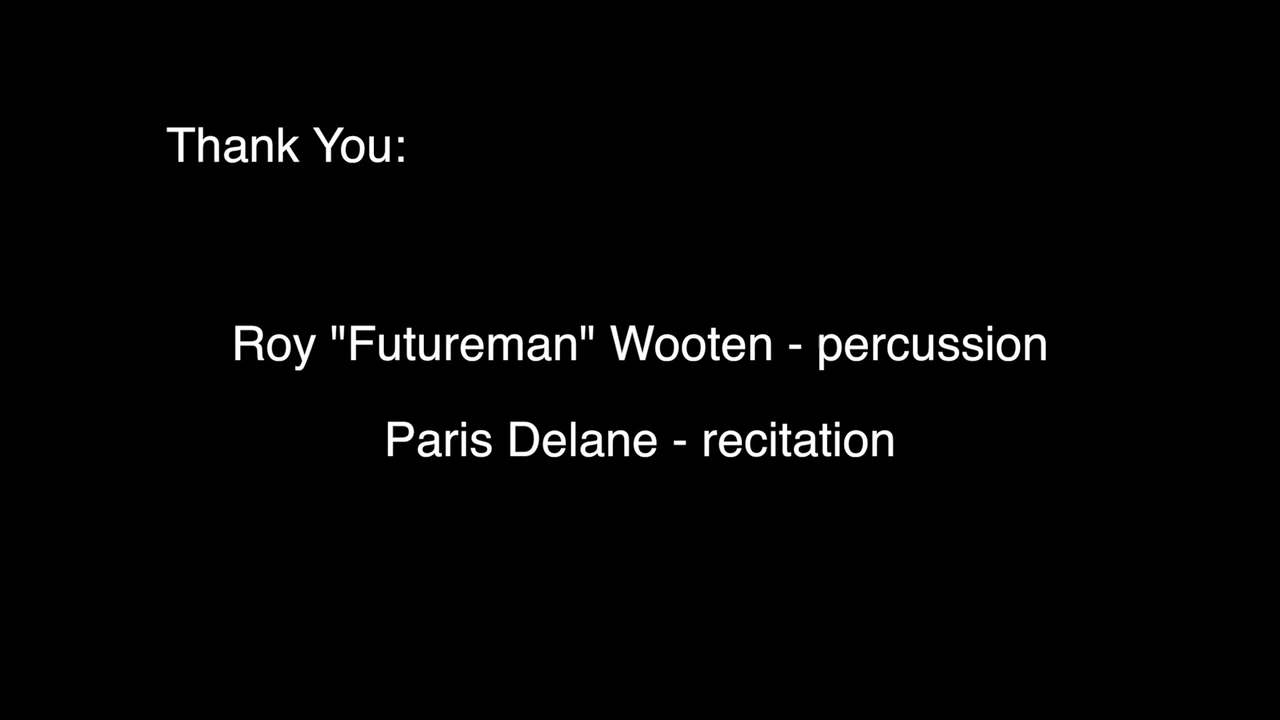 Thank You:
Roy "Futureman" Wooten - percussion
Paris Delane - recitation